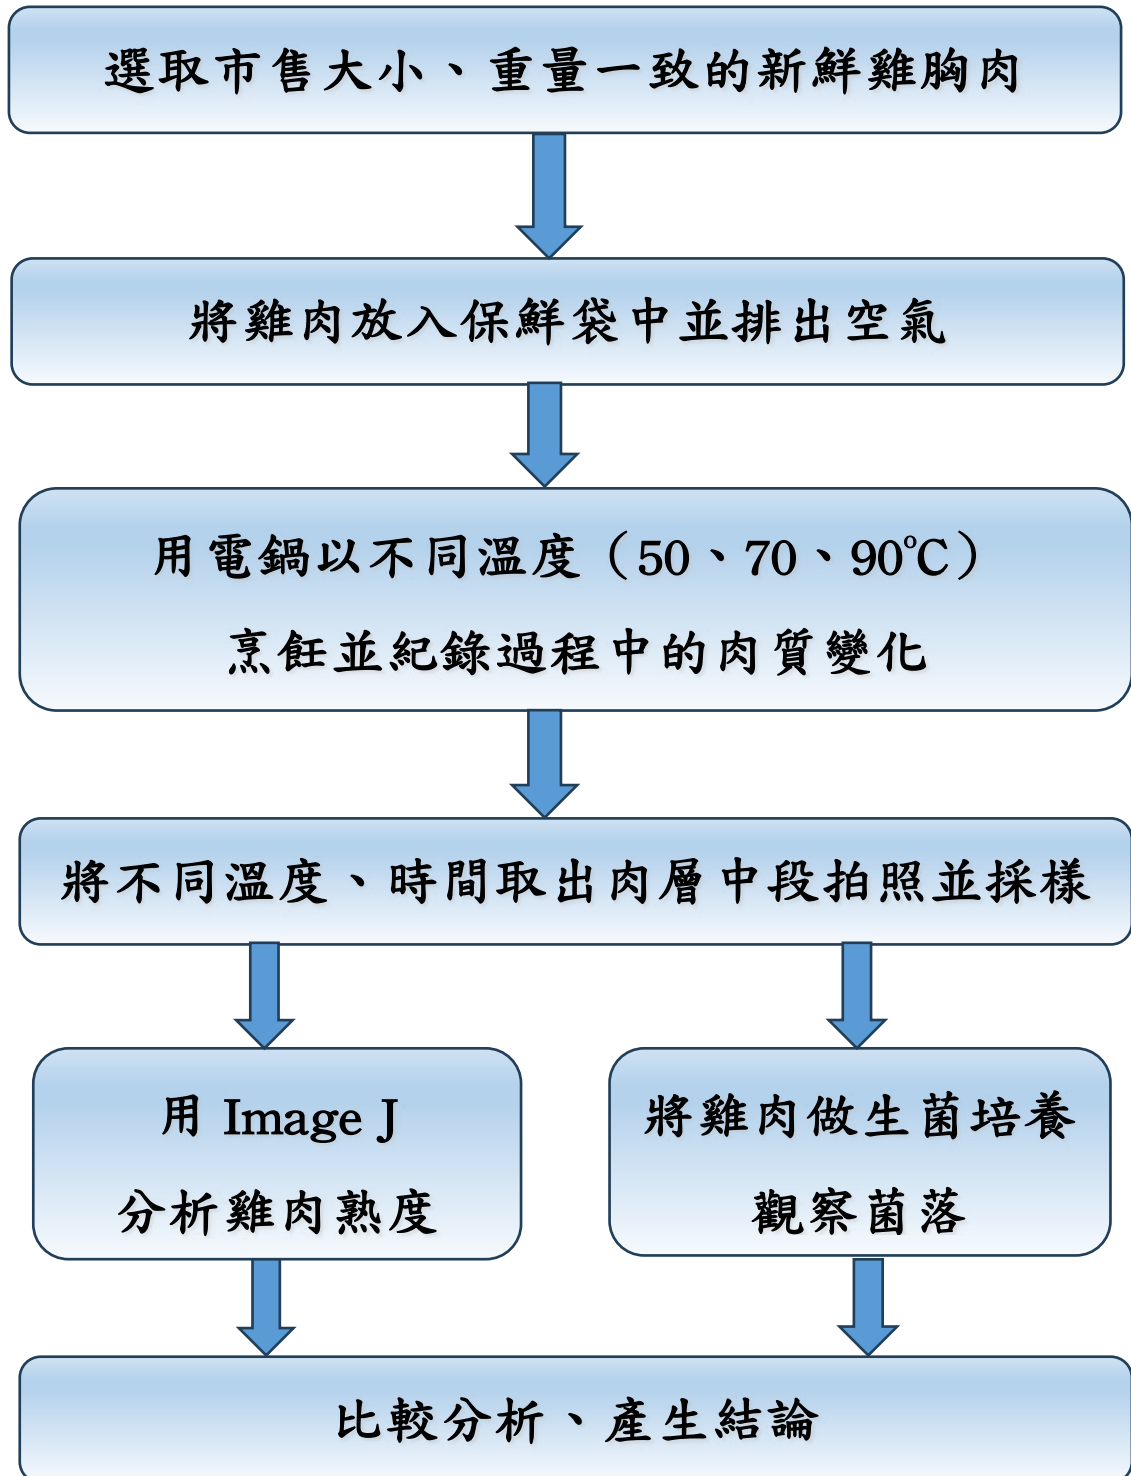 選取市售大小、重量一致的新鮮雞胸肉
將雞肉放入保鮮袋中並排出空氣
用電鍋以不同溫度（50、70、90℃）
烹飪並紀錄過程中的肉質變化
將不同溫度、時間取出肉層中段拍照並採樣
用 Image J
分析雞肉熟度
將雞肉做生菌培養
觀察菌落
比較分析、產生結論